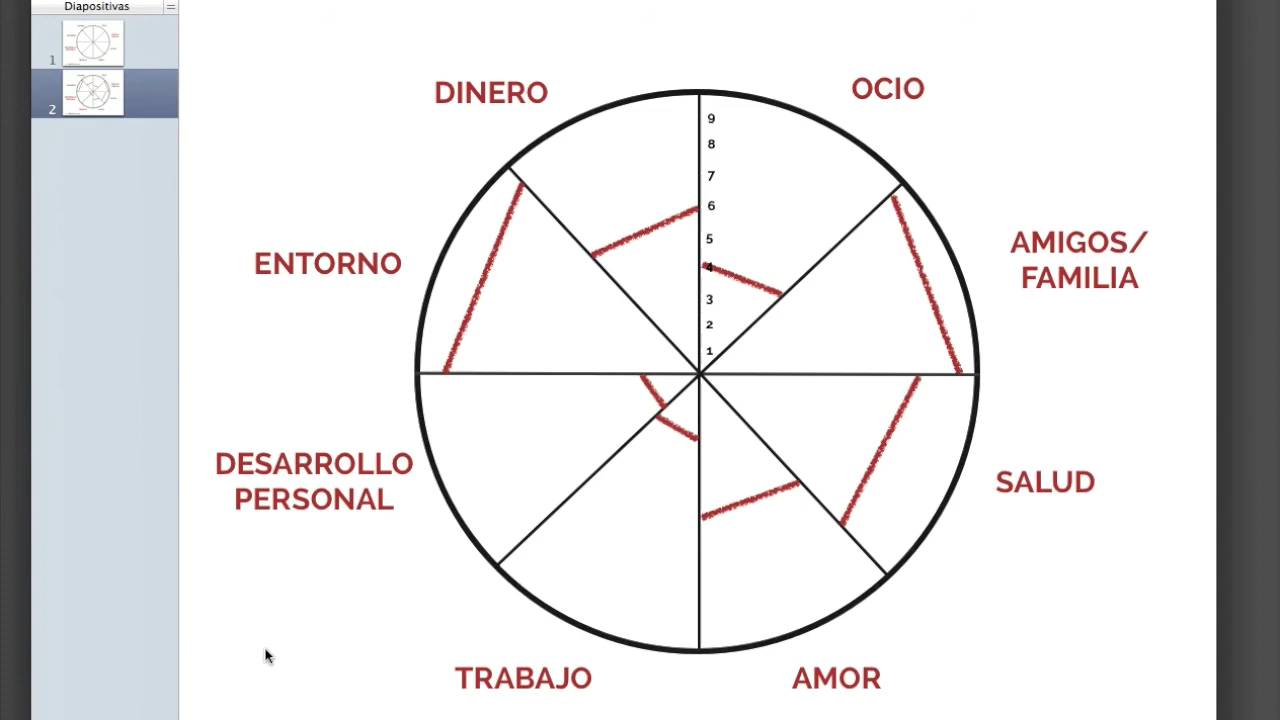 Diapositivas
1
2
DINERO
OCIO
9
8
7
6
5
4
3
2
1
ENTORNO
AMIGOS/
FAMILIA
DESARROLLO
PERSONAL
SALUD
TRABAJO
AMOR